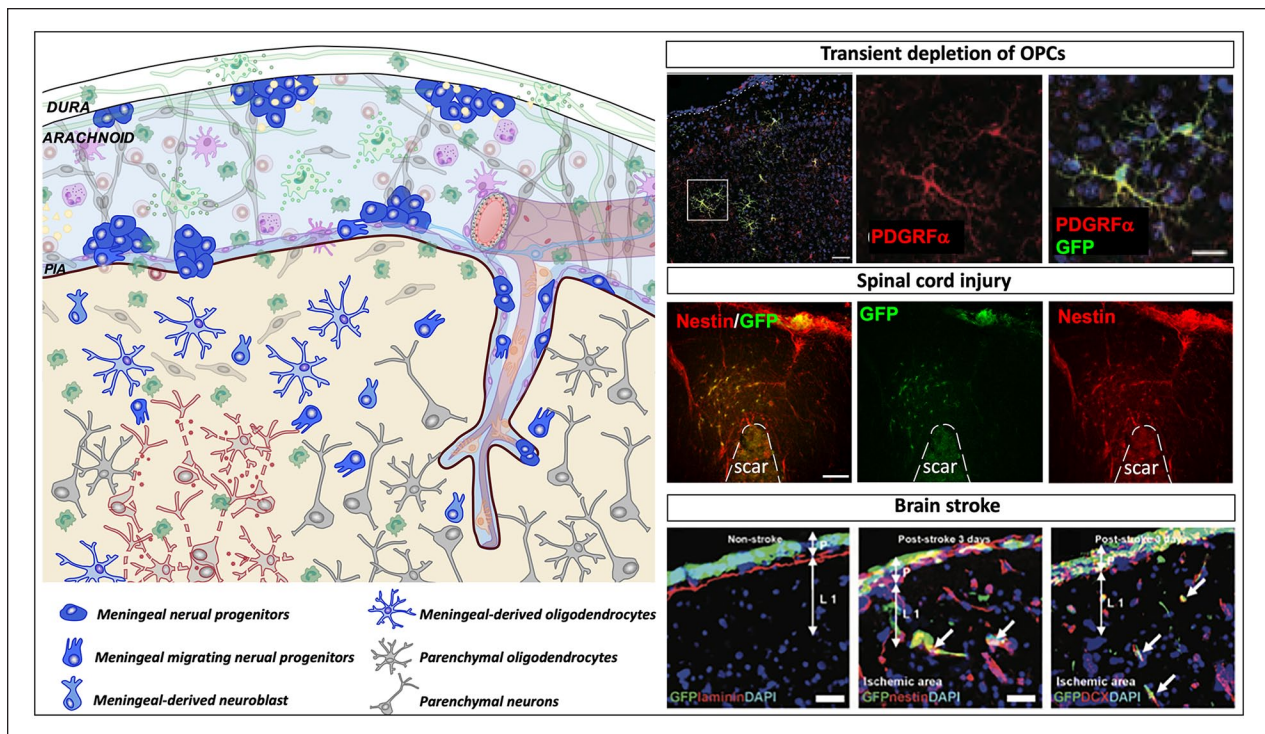 DURA
ARACHNOID
PIA
Meningeal nerual progenitors
Meningeal migrating nerual progenitors
Meningeal-derived neuroblast
Meningeal-derived oligodendrocytes
Parenchymal oligodendrocytes
Parenchymal neurons
Transient depletion of OPCs
PDGRFα
PDGRFα
GFP
Spinal cord injury
Nestin/GFP
scar
GFP
scar
Nestin
scar
Brain stroke
Non-stroke
P
L 1
GFPlamininDAPI
Post-stroke 3 days
P
L 1
Ischemic area
GFPnestinDAPI
Post-stroke 3 days
L 1
Ischemic area
GFPDCXDAPI